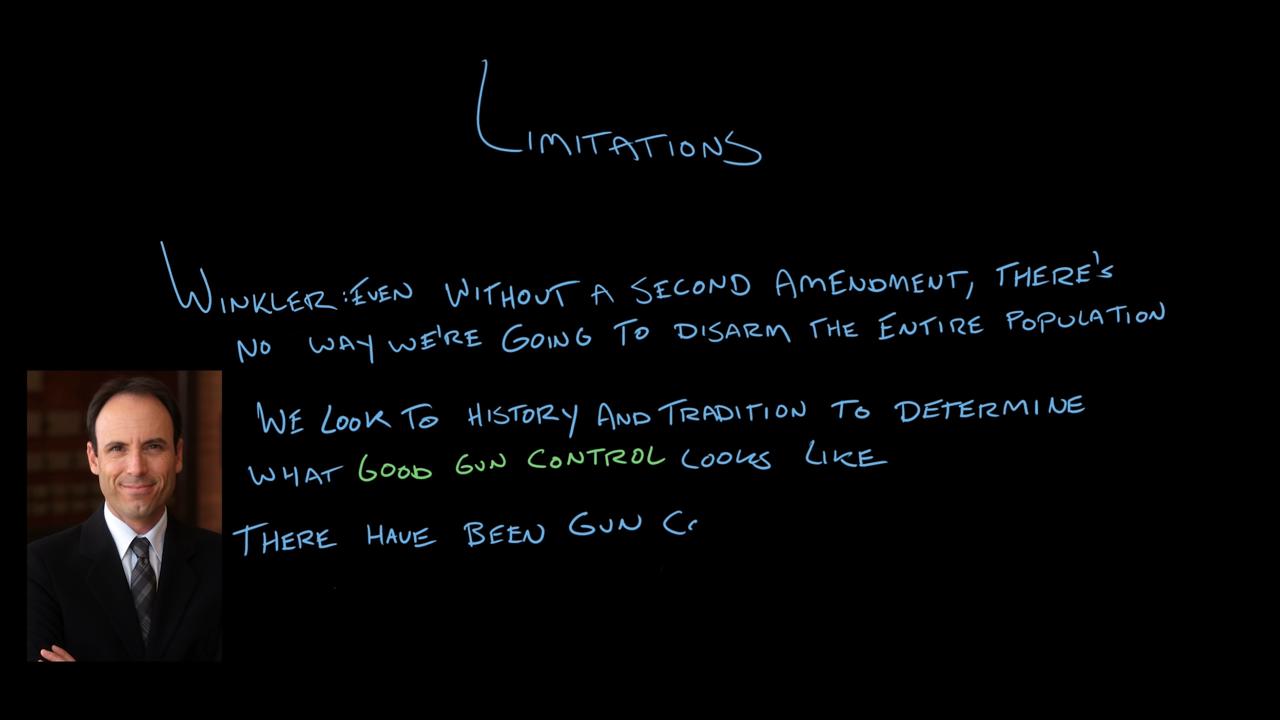 LIMITATIONS
WINKLER: EVEN WITHOUT A SECOND AMENDMENT, THERE'S
NO WAY WE'RE GOING TO DISARM THE ENTIRE POPULATION
WE LOOK TO HISTORY AND TRADITION TO DETERMINE
WHAT GOOD GUN CONTROL LOOKS LIKE
THERE HAVE BEEN GUN CO